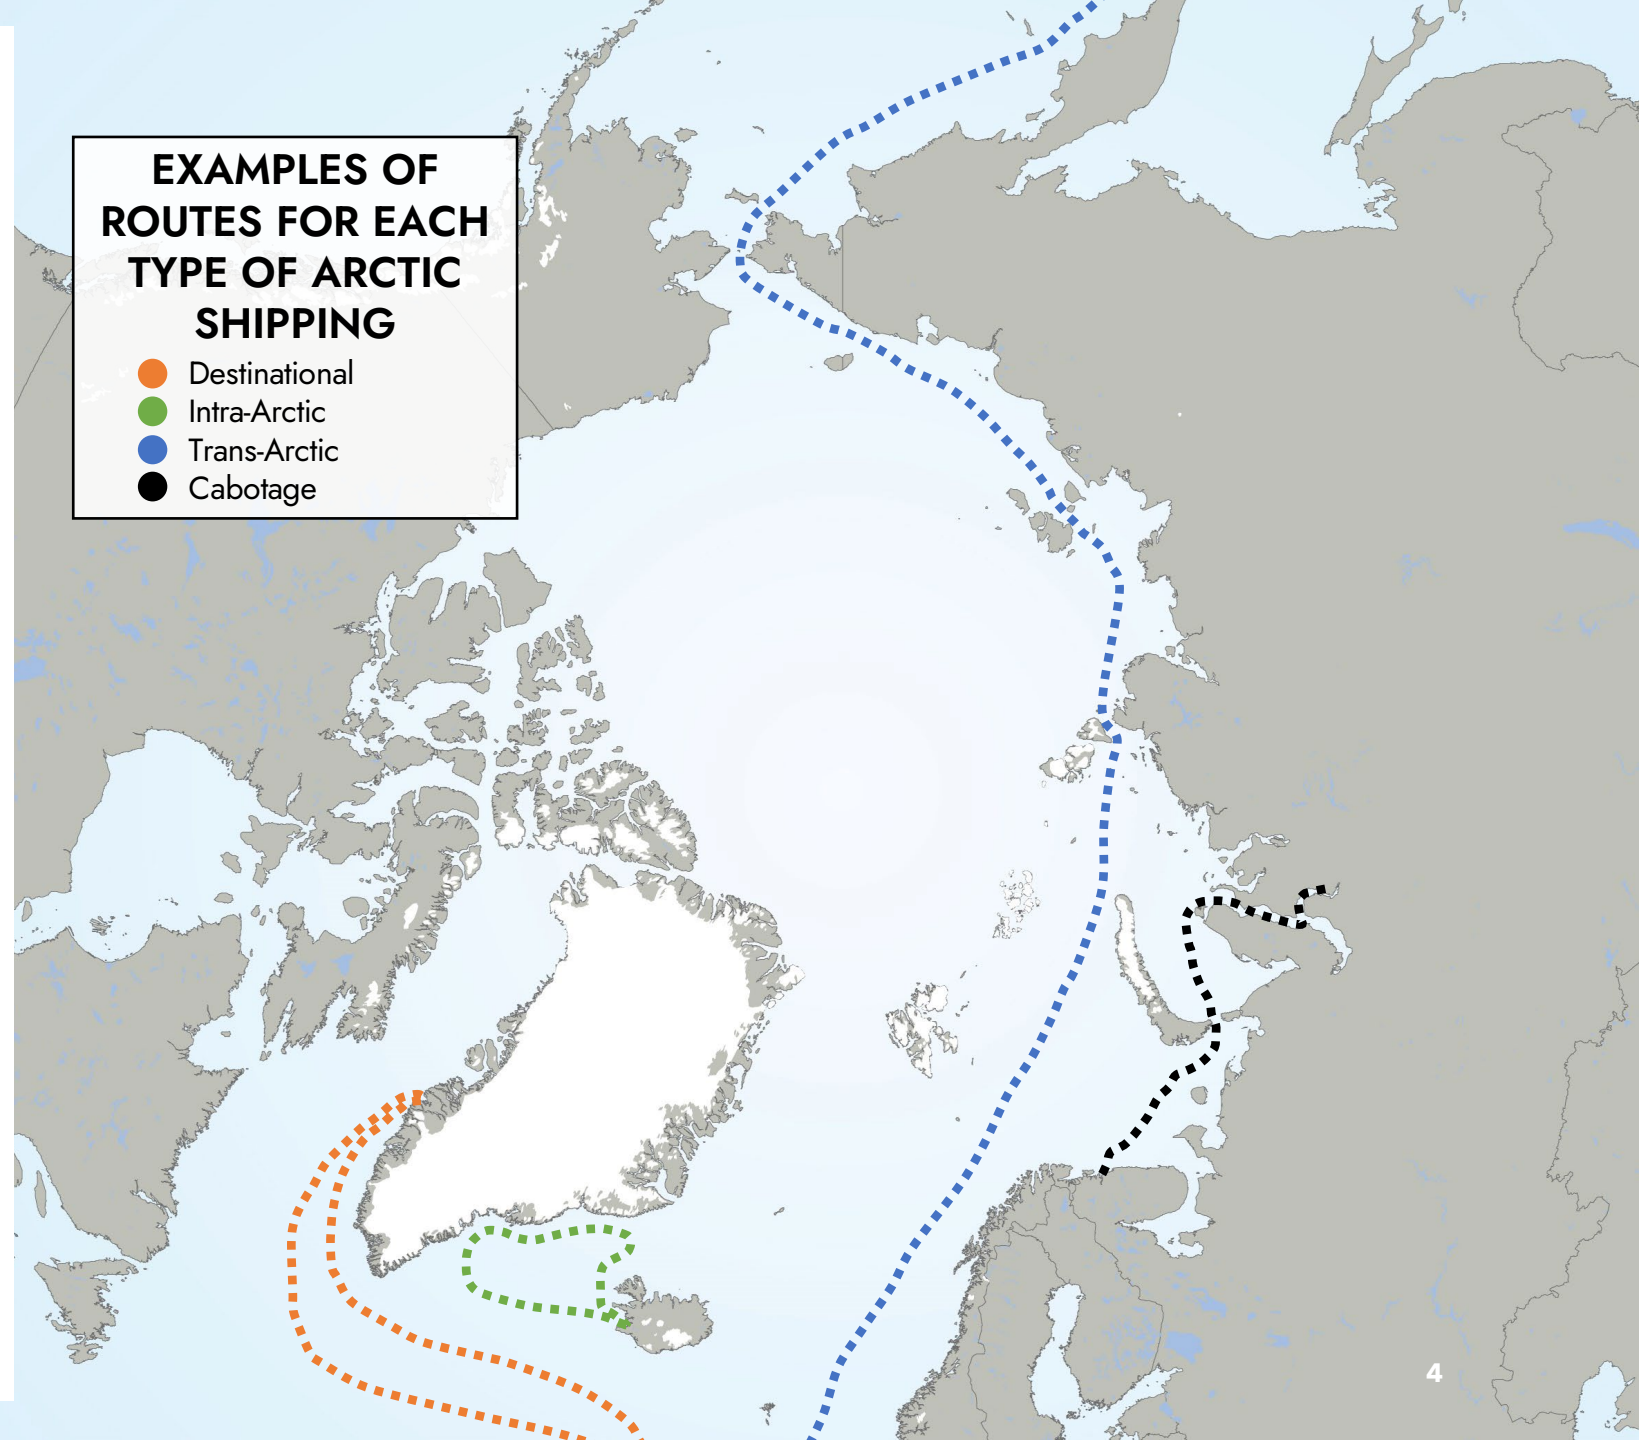 EXAMPLES OF
ROUTES FOR EACH
TYPE OF ARCTIC
SHIPPING
Destinational
Intra-Arctic
Trans-Arctic
Cabotage
4